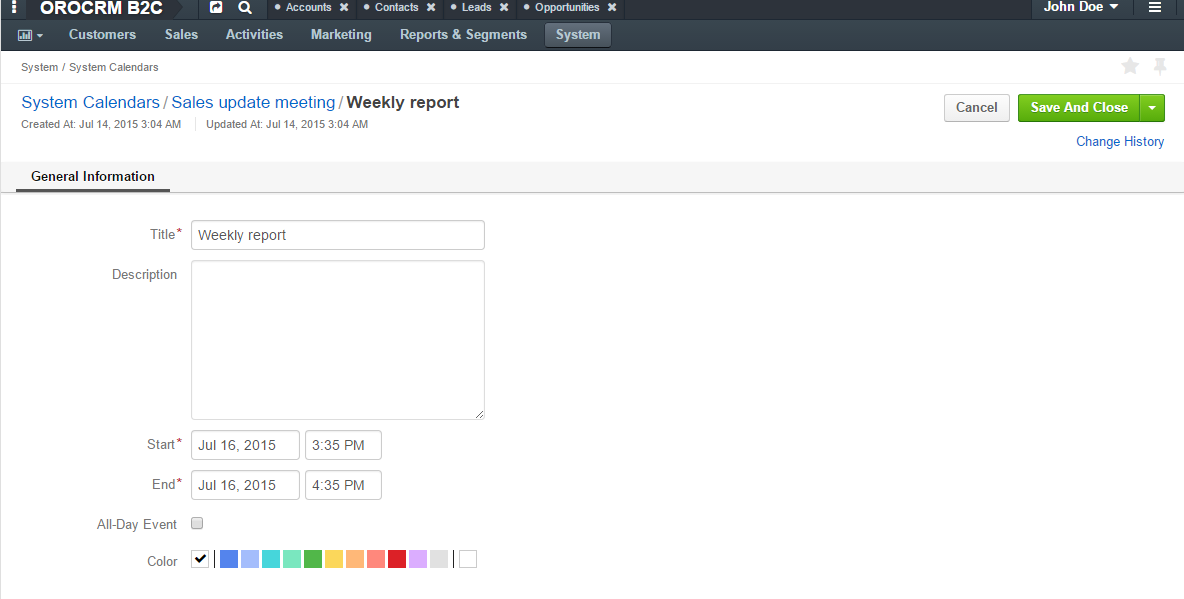 OROCRM B2C Accounts Contacts Leads Opportunities John Doe
Customers Sales Activities Marketing Reports & Segments System
System / System Calendars
System Calendars / Sales update meeting / Weekly report Cancel Save And Close
Created At: Jul 14, 2015 3:04 AM Updated At: Jul 14, 2015 3:04 AM
Change History
General Information
Title* Weekly report
Description
Start* Jul 16, 2015 3:35 PM
End* Jul 16, 2015 4:35 PM
All-Day Event
Color